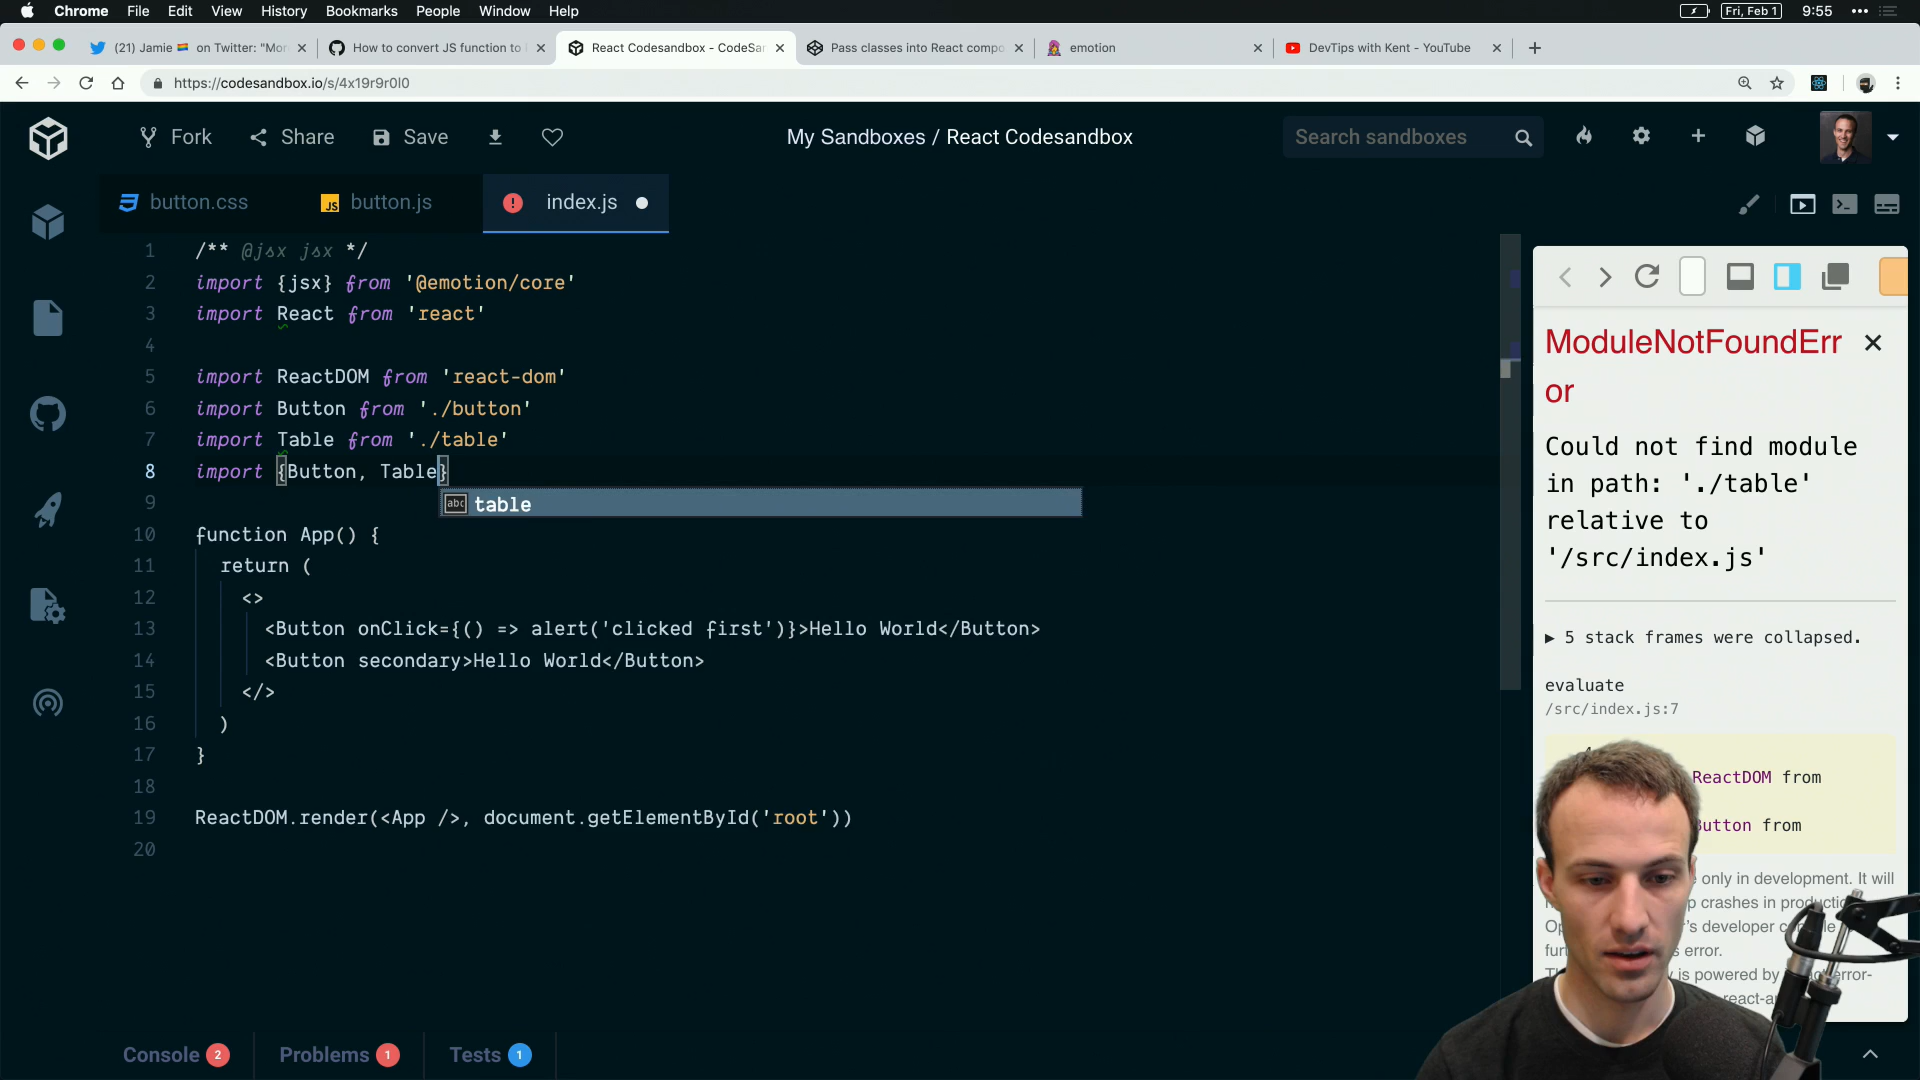 Chrome File Edit View History Bookmarks People Window Help Fri, Feb 1 9:55
(21) Jamie on Twitter: "Mor
How to convert JS function to
React Codesandbox - CodeSan
Pass classes into React compo
emotion
DevTips with Kent - YouTube
https://codesandbox.io/s/4x19r9r0l0
Fork Share Save My Sandboxes / React Codesandbox Search sandboxes
button.css JS button.js index.js
1 /** @jsx jsx */
2 import {jsx} from '@emotion/core'
3 import React from 'react'
4
5 import ReactDOM from 'react-dom'
6 import Button from './button'
7 import Table from './table'
8 import {Button, Table}
abc table
9
10 function App() {
11 return (
12 <>
13 <Button onClick={() => alert('clicked first')}>Hello World</Button>
14 <Button secondary>Hello World</Button>
15 </>
16 )
17 }
18
19 ReactDOM.render(<App />, document.getElementById('root'))
20
ModuleNotFoundErr
or
Could not find module
in path: './table'
relative to
'/src/index.js'
▶ 5 stack frames were collapsed.
evaluate
/src/index.js:7
ReactDOM from
Button from
only in development. It will
crashes in production
developer
error.
is powered by
Console 2 Problems 1 Tests 1